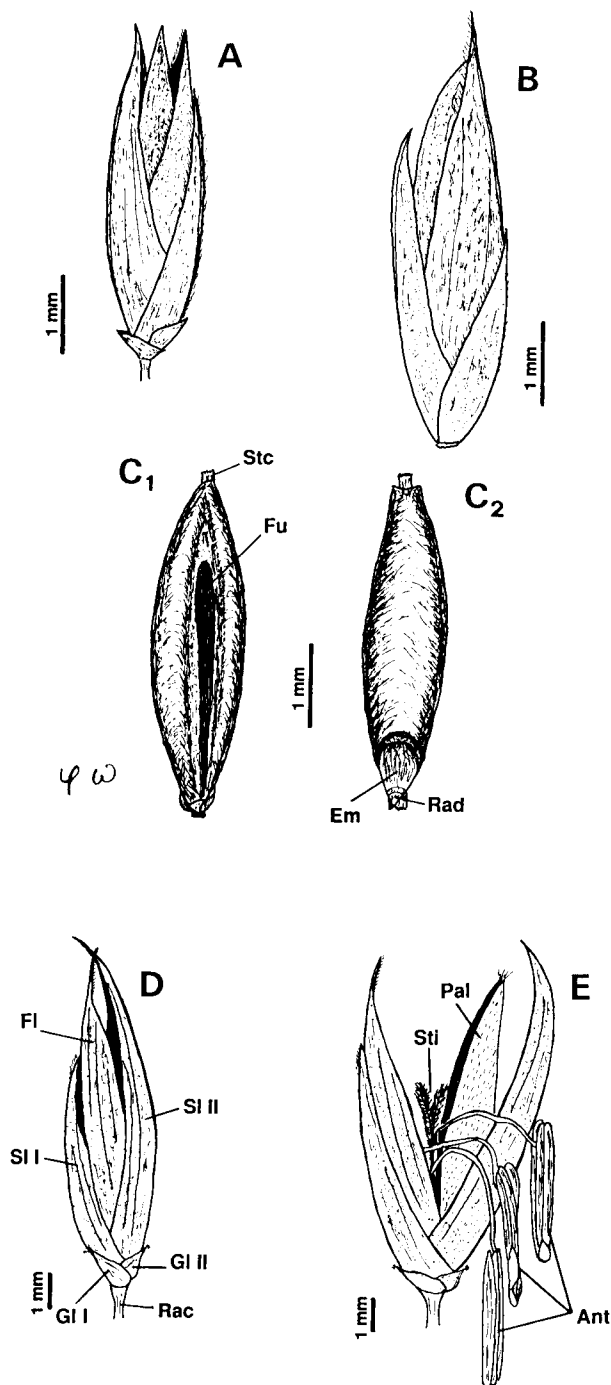 A
B
1 mm
1 mm
C₁
Stc
Fu
C₂
1 mm
Em
Rad
D
Fl
Sl II
Sl I
Gl II
Gl I
Rac
1 mm
E
Pal
Sti
Ant
1 mm